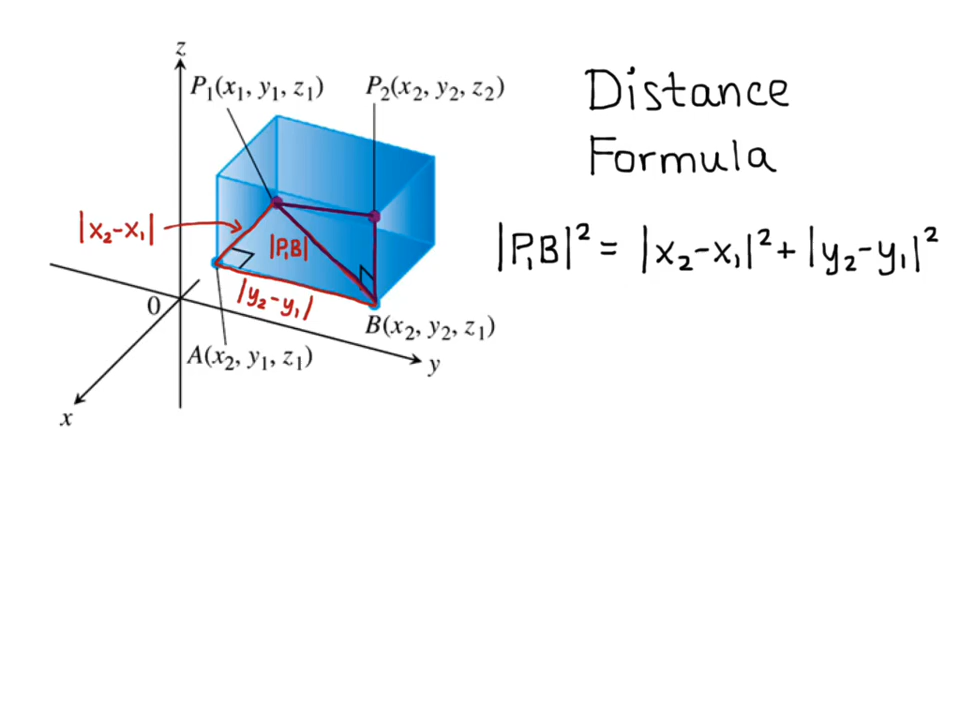 z
P₁(x₁, y₁, z₁)
P₂(x₂, y₂, z₂)
Distance
Formula
|x₂-x₁|
|P₁B|
|P₁B|² = |x₂-x₁|² + |y₂-y₁|²
|y₂-y₁|
0
B(x₂, y₂, z₁)
A(x₂, y₁, z₁)
y
x